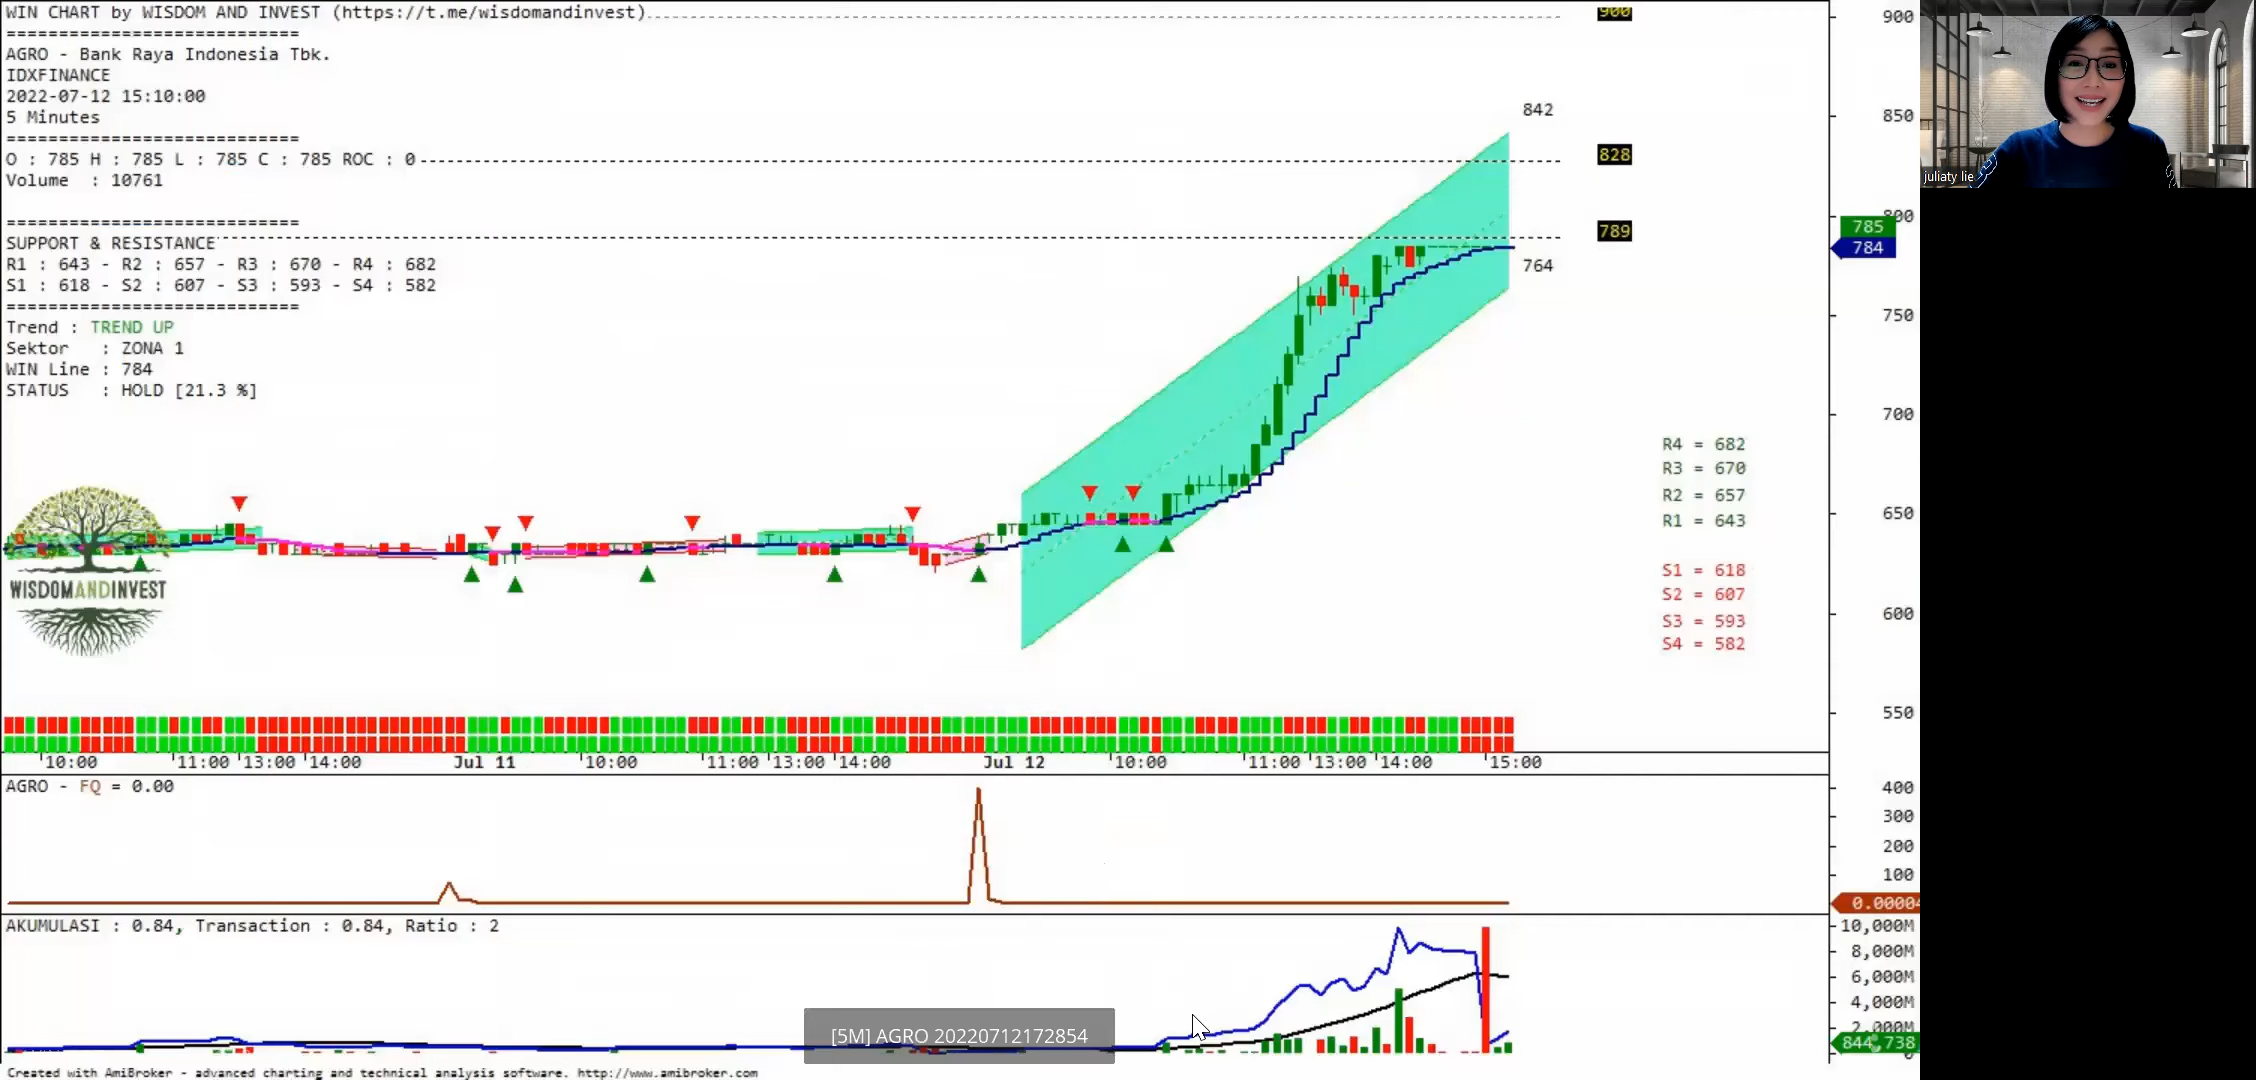 WIN CHART by WISDOM AND INVEST (https://t.me/wisdomandinvest)
============================
AGRO - Bank Raya Indonesia Tbk.
IDXFINANCE
2022-07-12 15:10:00
5 Minutes
============================
O : 785 H : 785 L : 785 C : 785 ROC : 0
Volume : 10761
============================
SUPPORT & RESISTANCE
R1 : 643 - R2 : 657 - R3 : 670 - R4 : 682
S1 : 618 - S2 : 607 - S3 : 593 - S4 : 582
============================
Trend : TREND UP
Sektor : ZONA 1
WIN Line : 784
STATUS : HOLD [21.3 %]
WISDOMANDINVEST
842
764
900
828
789
R4 = 682
R3 = 670
R2 = 657
R1 = 643
S1 = 618
S2 = 607
S3 = 593
S4 = 582
900
850
800
785
784
750
700
650
600
550
juliaty lie
10:00 11:00 13:00 14:00 Jul 11 10:00 11:00 13:00 14:00 Jul 12 10:00 11:00 13:00 14:00 15:00
AGRO - FQ = 0.00
400
300
200
100
0.00004
AKUMULASI : 0.84, Transaction : 0.84, Ratio : 2
10,000M
8,000M
6,000M
4,000M
2,000M
844,738
0
[5M] AGRO 20220712172854
Created with AmiBroker - advanced charting and technical analysis software. http://www.amibroker.com